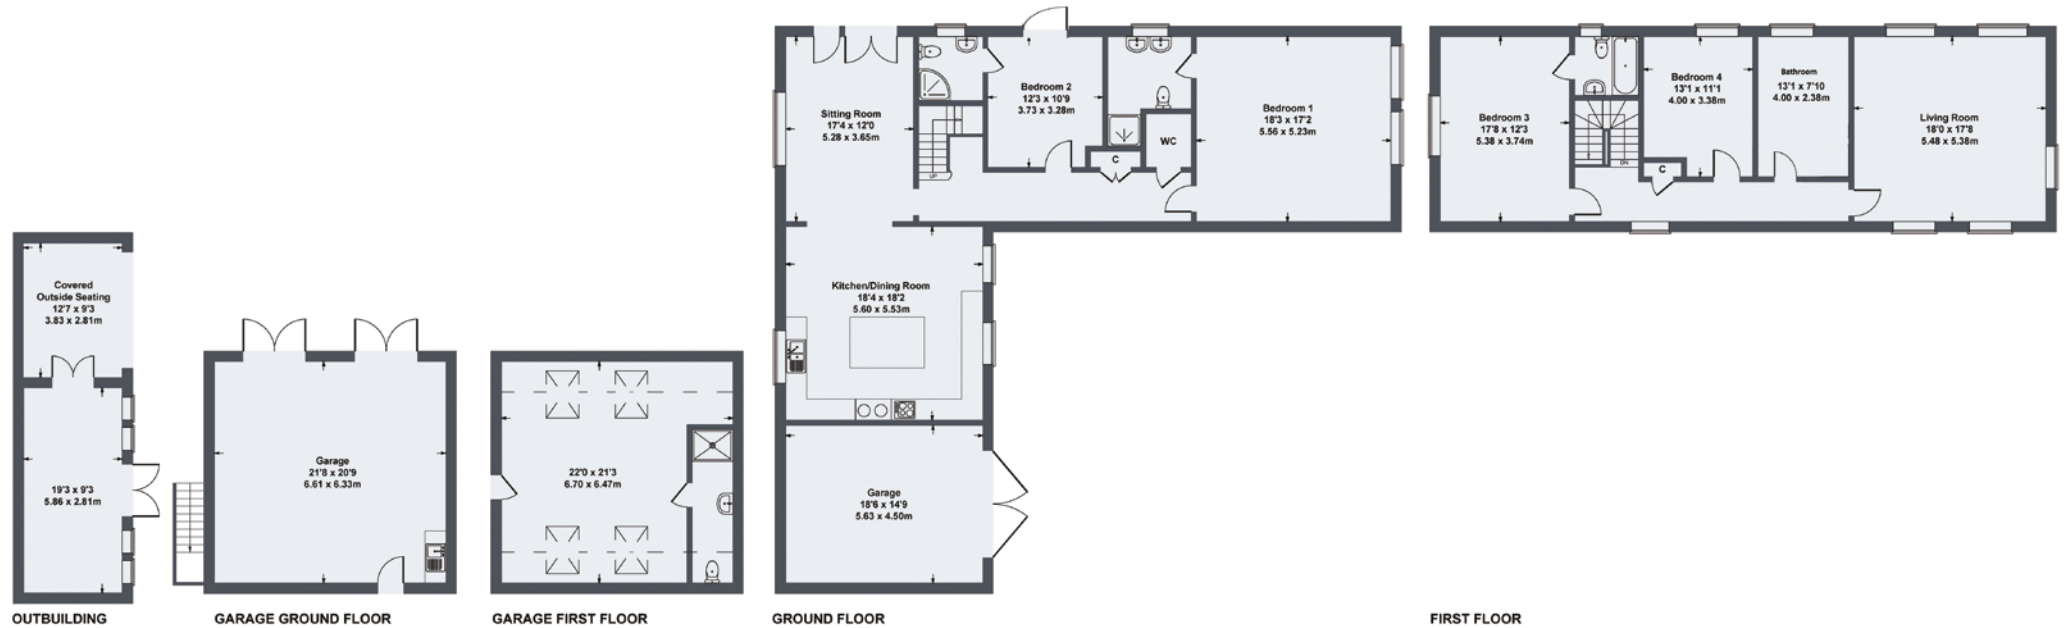 Covered
Outside Seating
12'7 x 9'3
3.83 x 2.81m
19'3 x 9'3
5.86 x 2.81m
OUTBUILDING
Garage
21'8 x 20'9
6.61 x 6.33m
GARAGE GROUND FLOOR
22'0 x 21'3
6.70 x 6.47m
GARAGE FIRST FLOOR
Sitting Room
17'4 x 12'0
5.28 x 3.65m
UP
Bedroom 2
12'3 x 10'9
3.73 x 3.28m
C
WC
Bedroom 1
18'3 x 17'2
5.56 x 5.23m
Kitchen/Dining Room
18'4 x 18'2
5.60 x 5.53m
Garage
18'6 x 14'9
5.63 x 4.50m
GROUND FLOOR
Bedroom 3
17'8 x 12'3
5.38 x 3.74m
DN
Bedroom 4
13'1 x 11'1
4.00 x 3.38m
C
Bathroom
13'1 x 7'10
4.00 x 2.38m
Living Room
18'0 x 17'8
5.48 x 5.38m
FIRST FLOOR